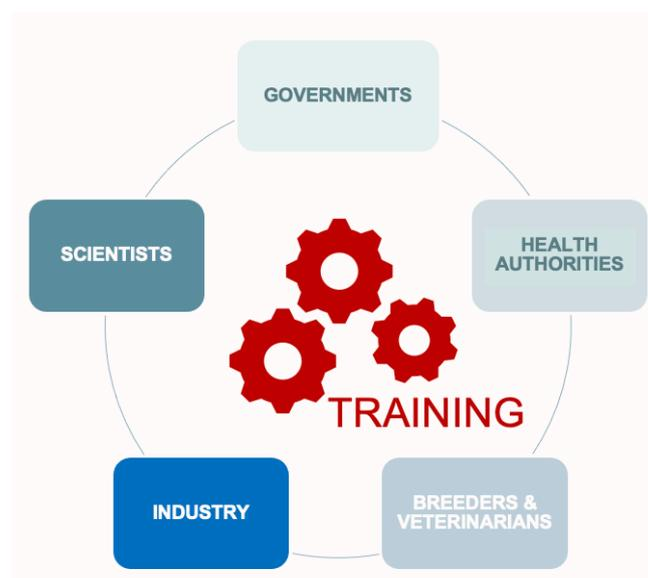 GOVERNMENTS
SCIENTISTS
HEALTH
AUTHORITIES
TRAINING
INDUSTRY
BREEDERS &
VETERINARIANS